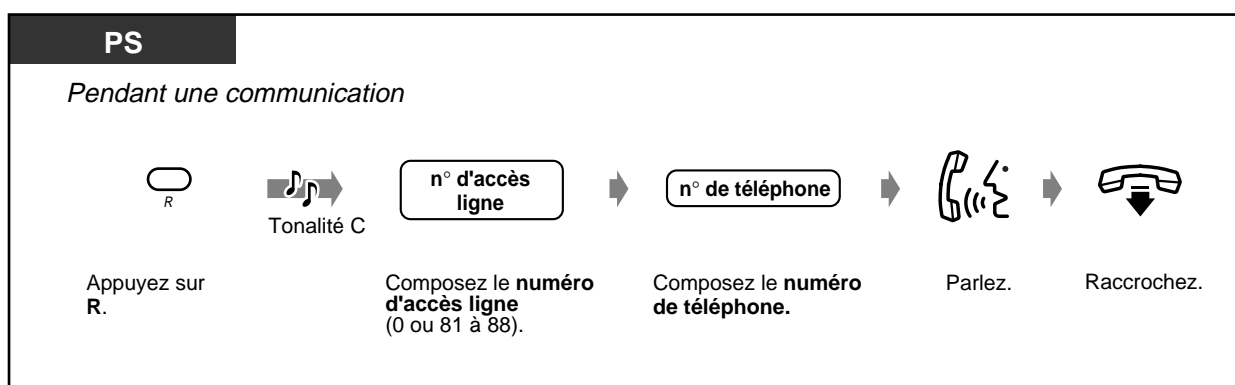 PS
Pendant une communication
R
Tonalité C
n° d'accès
ligne
n° de téléphone
Appuyez sur
R.
Composez le numéro
d'accès ligne
(0 ou 81 à 88).
Composez le numéro
de téléphone.
Parlez.
Raccrochez.